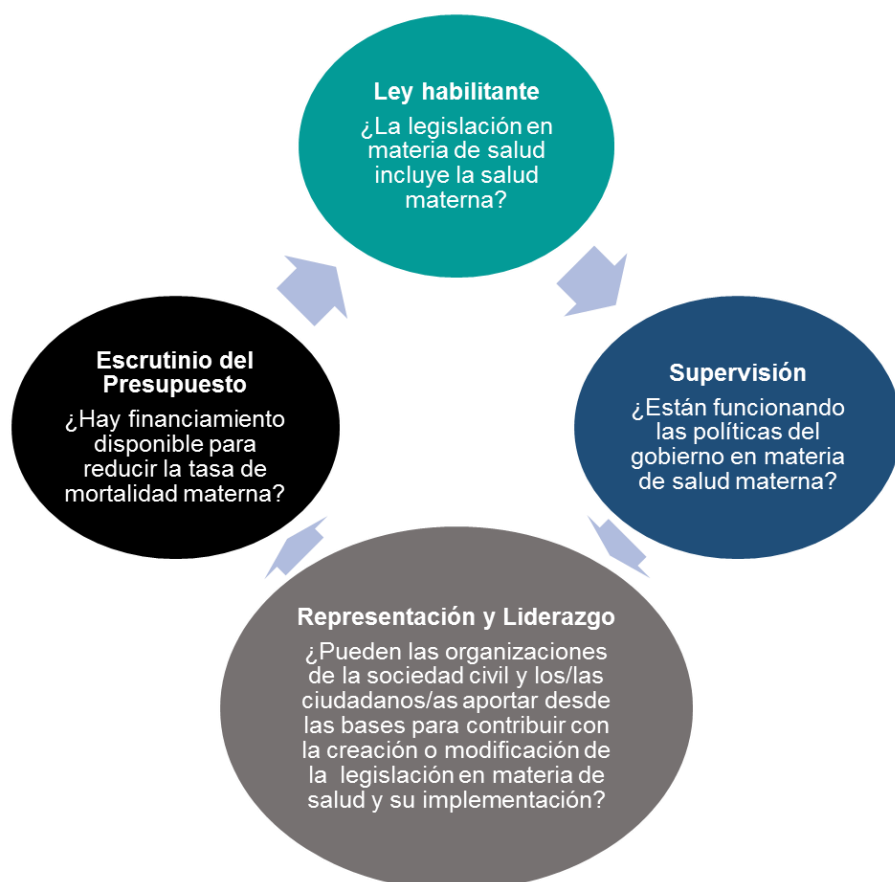 Ley habilitante
¿La legislación en
materia de salud
incluye la salud
materna?
Escrutinio del
Presupuesto
¿Hay financiamiento
disponible para
reducir la tasa de
mortalidad materna?
Supervisión
¿Están funcionando
las políticas del
gobierno en materia
de salud materna?
Representación y Liderazgo
¿Pueden las organizaciones
de la sociedad civil y los/las
ciudadanos/as aportar desde
las bases para contribuir con
la creación o modificación de
la legislación en materia de
salud y su implementación?